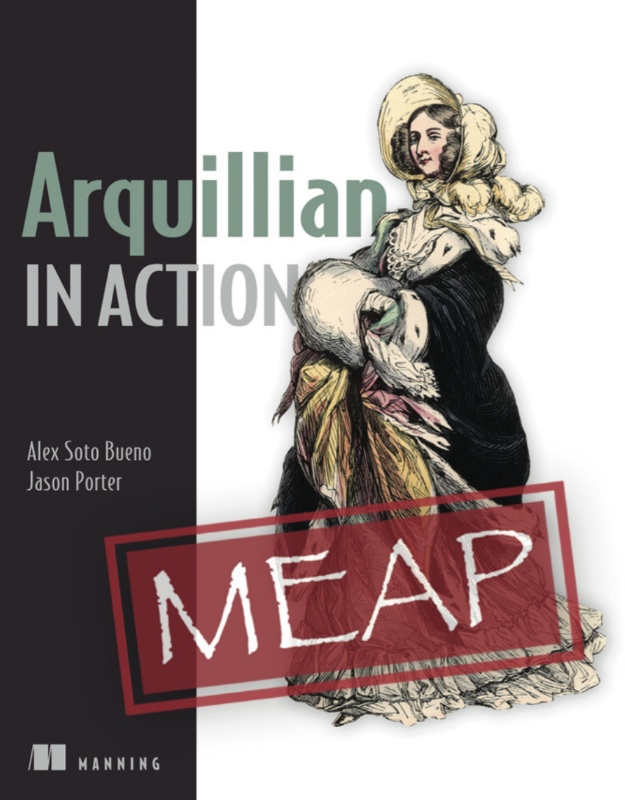 Arquillian
IN ACTION
Alex Soto Bueno
Jason Porter
MEAP
MANNING